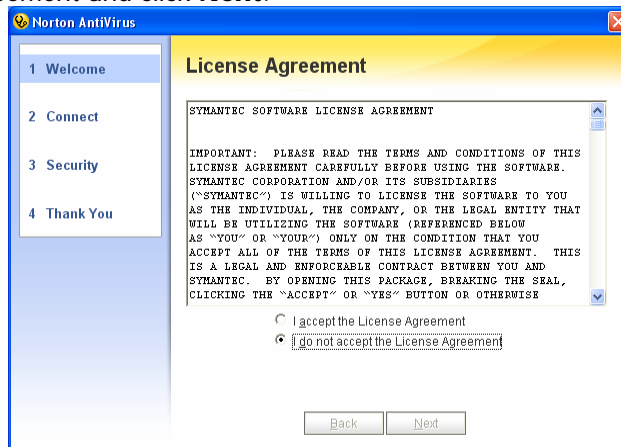 ement and click Next.
Norton AntiVirus
1 Welcome
2 Connect
3 Security
4 Thank You
License Agreement
SYMANTEC SOFTWARE LICENSE AGREEMENT
IMPORTANT: PLEASE READ THE TERMS AND CONDITIONS OF THIS
LICENSE AGREEMENT CAREFULLY BEFORE USING THE SOFTWARE.
SYMANTEC CORPORATION AND/OR ITS SUBSIDIARIES
("SYMANTEC") IS WILLING TO LICENSE THE SOFTWARE TO YOU
AS THE INDIVIDUAL, THE COMPANY, OR THE LEGAL ENTITY THAT
WILL BE UTILIZING THE SOFTWARE (REFERENCED BELOW
AS "YOU" OR "YOUR") ONLY ON THE CONDITION THAT YOU
ACCEPT ALL OF THE TERMS OF THIS LICENSE AGREEMENT. THIS
IS A LEGAL AND ENFORCEABLE CONTRACT BETWEEN YOU AND
SYMANTEC. BY OPENING THIS PACKAGE, BREAKING THE SEAL,
CLICKING THE "ACCEPT" OR "YES" BUTTON OR OTHERWISE
I accept the License Agreement
I do not accept the License Agreement
Back Next